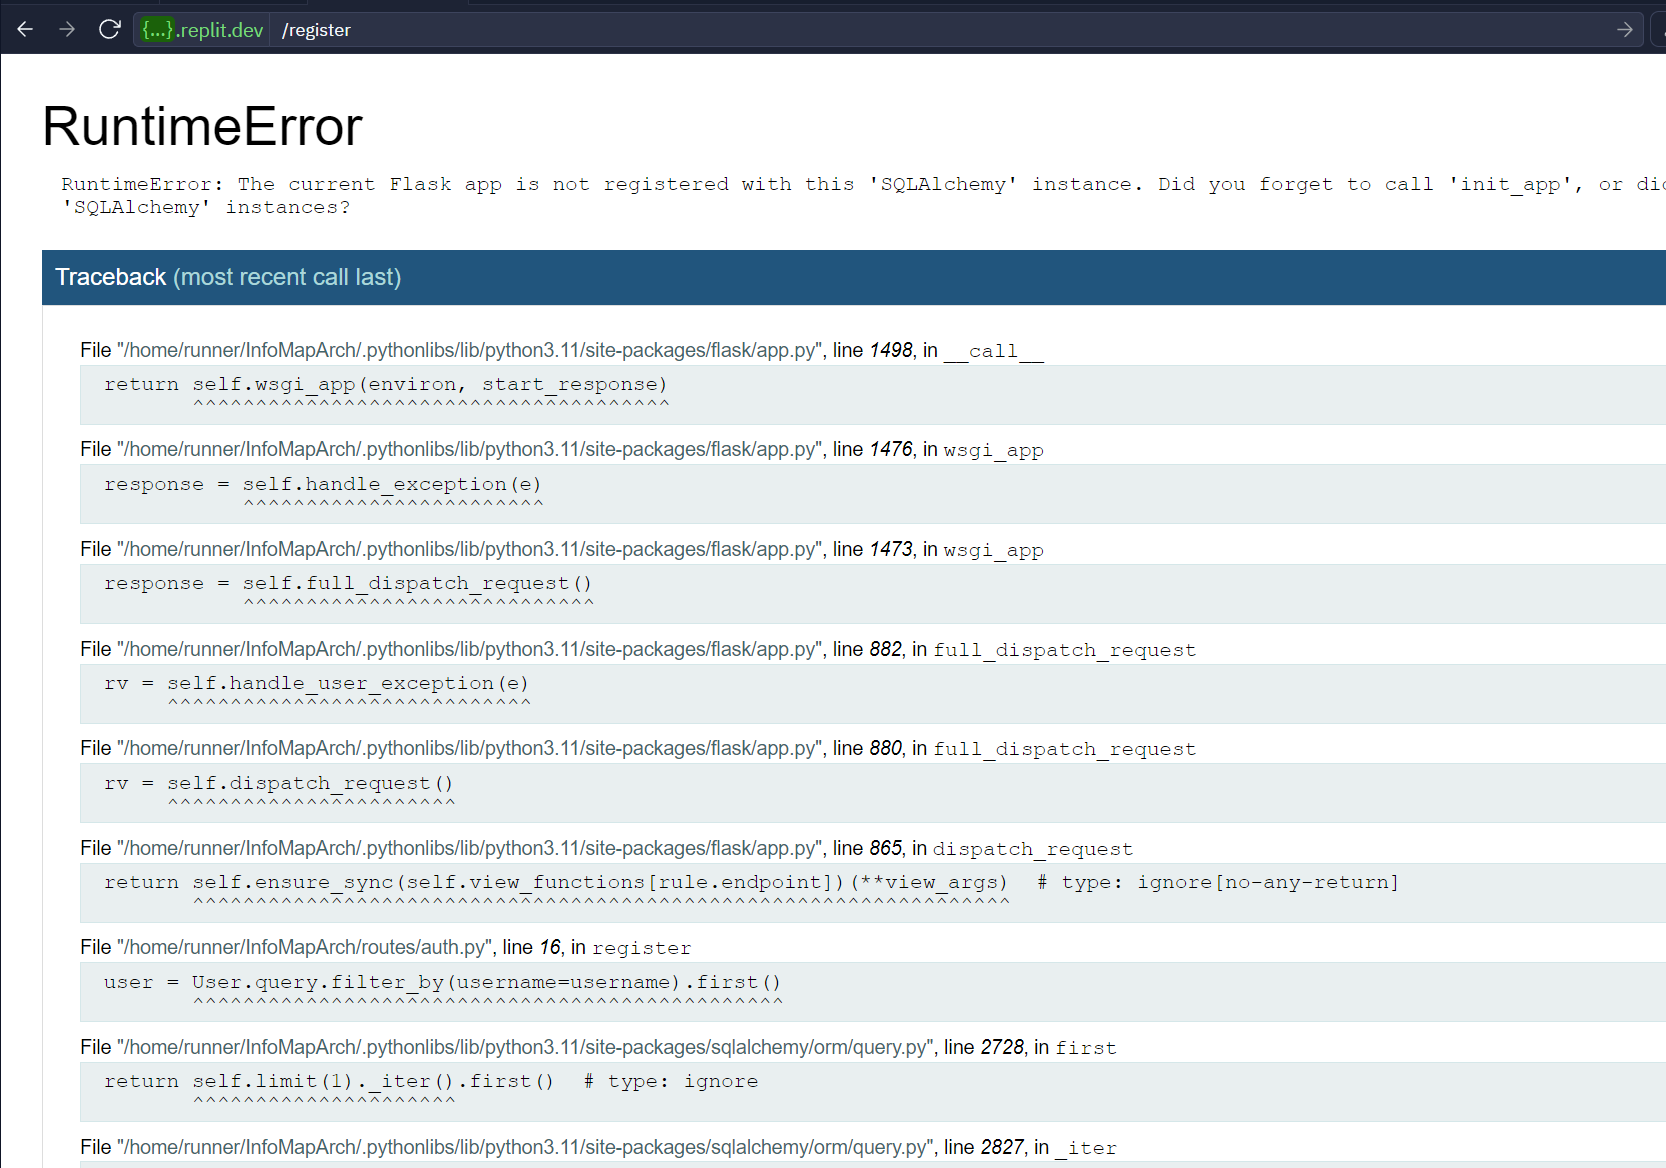 {...}.replit.dev /register
RuntimeError
RuntimeError: The current Flask app is not registered with this 'SQLAlchemy' instance. Did you forget to call 'init_app', or
'SQLAlchemy' instances?
Traceback (most recent call last)
File "/home/runner/InfoMapArch/.pythonlibs/lib/python3.11/site-packages/flask/app.py", line 1498, in __call__
return self.wsgi_app(environ, start_response)
^^^^^^^^^^^^^^^^^^^^^^^^^^^^^^^^^^^^^^
File "/home/runner/InfoMapArch/.pythonlibs/lib/python3.11/site-packages/flask/app.py", line 1476, in wsgi_app
response = self.handle_exception(e)
^^^^^^^^^^^^^^^^^^^^^^^^
File "/home/runner/InfoMapArch/.pythonlibs/lib/python3.11/site-packages/flask/app.py", line 1473, in wsgi_app
response = self.full_dispatch_request()
^^^^^^^^^^^^^^^^^^^^^^^^^^^^
File "/home/runner/InfoMapArch/.pythonlibs/lib/python3.11/site-packages/flask/app.py", line 882, in full_dispatch_request
rv = self.handle_user_exception(e)
^^^^^^^^^^^^^^^^^^^^^^^^^^^^^
File "/home/runner/InfoMapArch/.pythonlibs/lib/python3.11/site-packages/flask/app.py", line 880, in full_dispatch_request
rv = self.dispatch_request()
^^^^^^^^^^^^^^^^^^^^^^^
File "/home/runner/InfoMapArch/.pythonlibs/lib/python3.11/site-packages/flask/app.py", line 865, in dispatch_request
return self.ensure_sync(self.view_functions[rule.endpoint])(**view_args)  # type: ignore[no-any-return]
^^^^^^^^^^^^^^^^^^^^^^^^^^^^^^^^^^^^^^^^^^^^^^^^^^^^^^^^^^^^^^^^^
File "/home/runner/InfoMapArch/routes/auth.py", line 16, in register
user = User.query.filter_by(username=username).first()
^^^^^^^^^^^^^^^^^^^^^^^^^^^^^^^^^^^^^^^^^^^^^^^
File "/home/runner/InfoMapArch/.pythonlibs/lib/python3.11/site-packages/sqlalchemy/orm/query.py", line 2728, in first
return self.limit(1)._iter().first()  # type: ignore
^^^^^^^^^^^^^^^^^^^^^
File "/home/runner/InfoMapArch/.pythonlibs/lib/python3.11/site-packages/sqlalchemy/orm/query.py", line 2827, in _iter